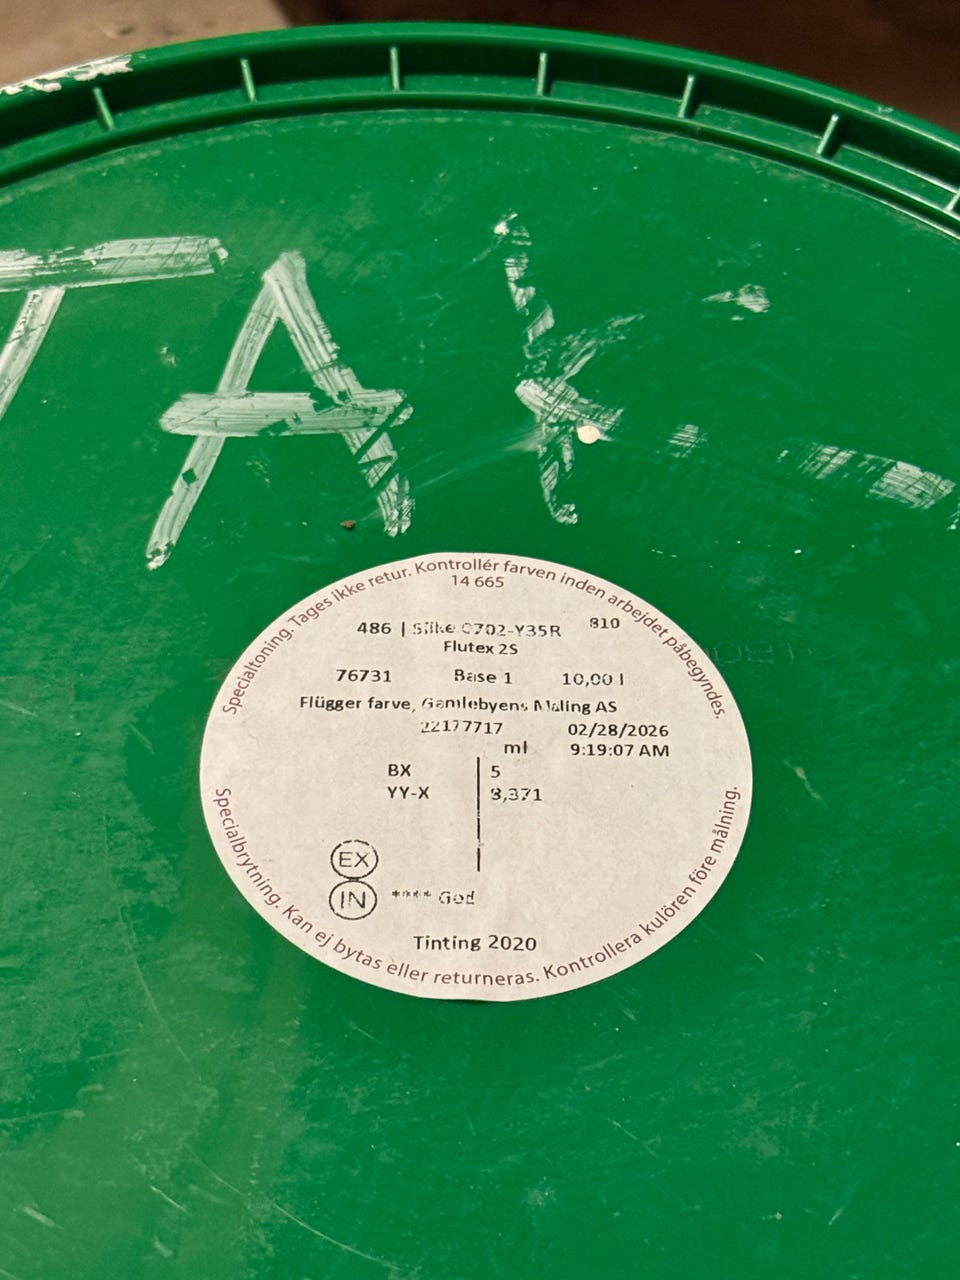 TAK
Specialtoning. Tages ikke retur. Kontrollér farven inden arbejdet påbegyndes.
14 665
486 | Silke 0702-Y35R 810
Flutex 2S
76731 Base 1 10,00 l
Flügger farve, Gamlebyens Maling AS
22177717 02/28/2026
ml 9:19:07 AM
BX 5
YY-X 3,371
EX
IN **** God
Tinting 2020
Specialbrytning. Kan ej bytas eller returneras. Kontrollera kulören före målning.